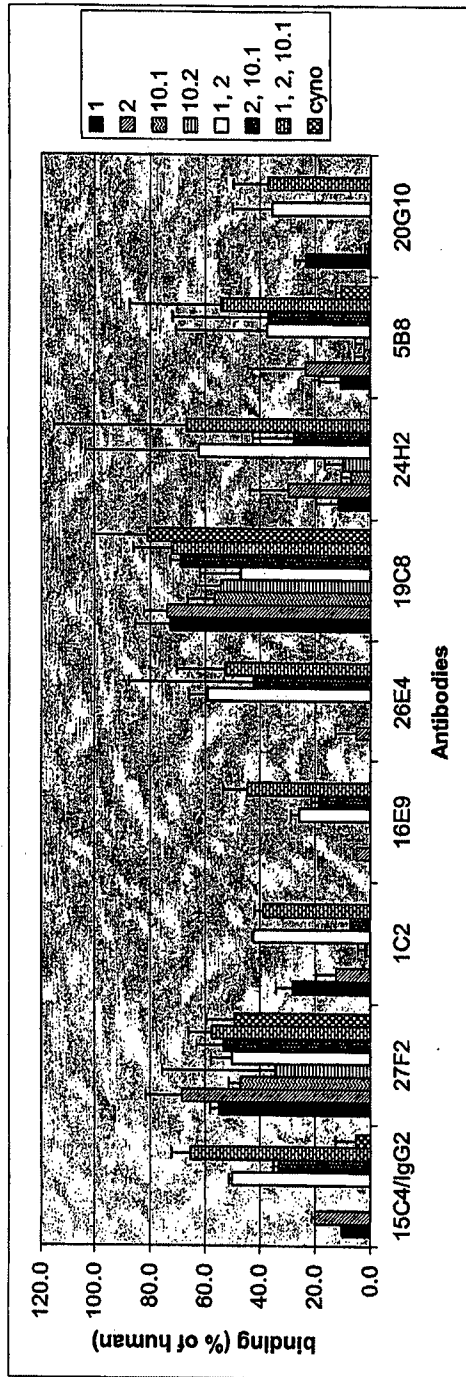 1
2
10.1
10.2
1, 2
2, 10.1
1, 2, 10.1
cyno
binding (% of human)
120.0
100.0
80.0
60.0
40.0
20.0
0.0
15C4/IgG2
27F2
1C2
16E9
26E4
19C8
24H2
5B8
20G10
Antibodies